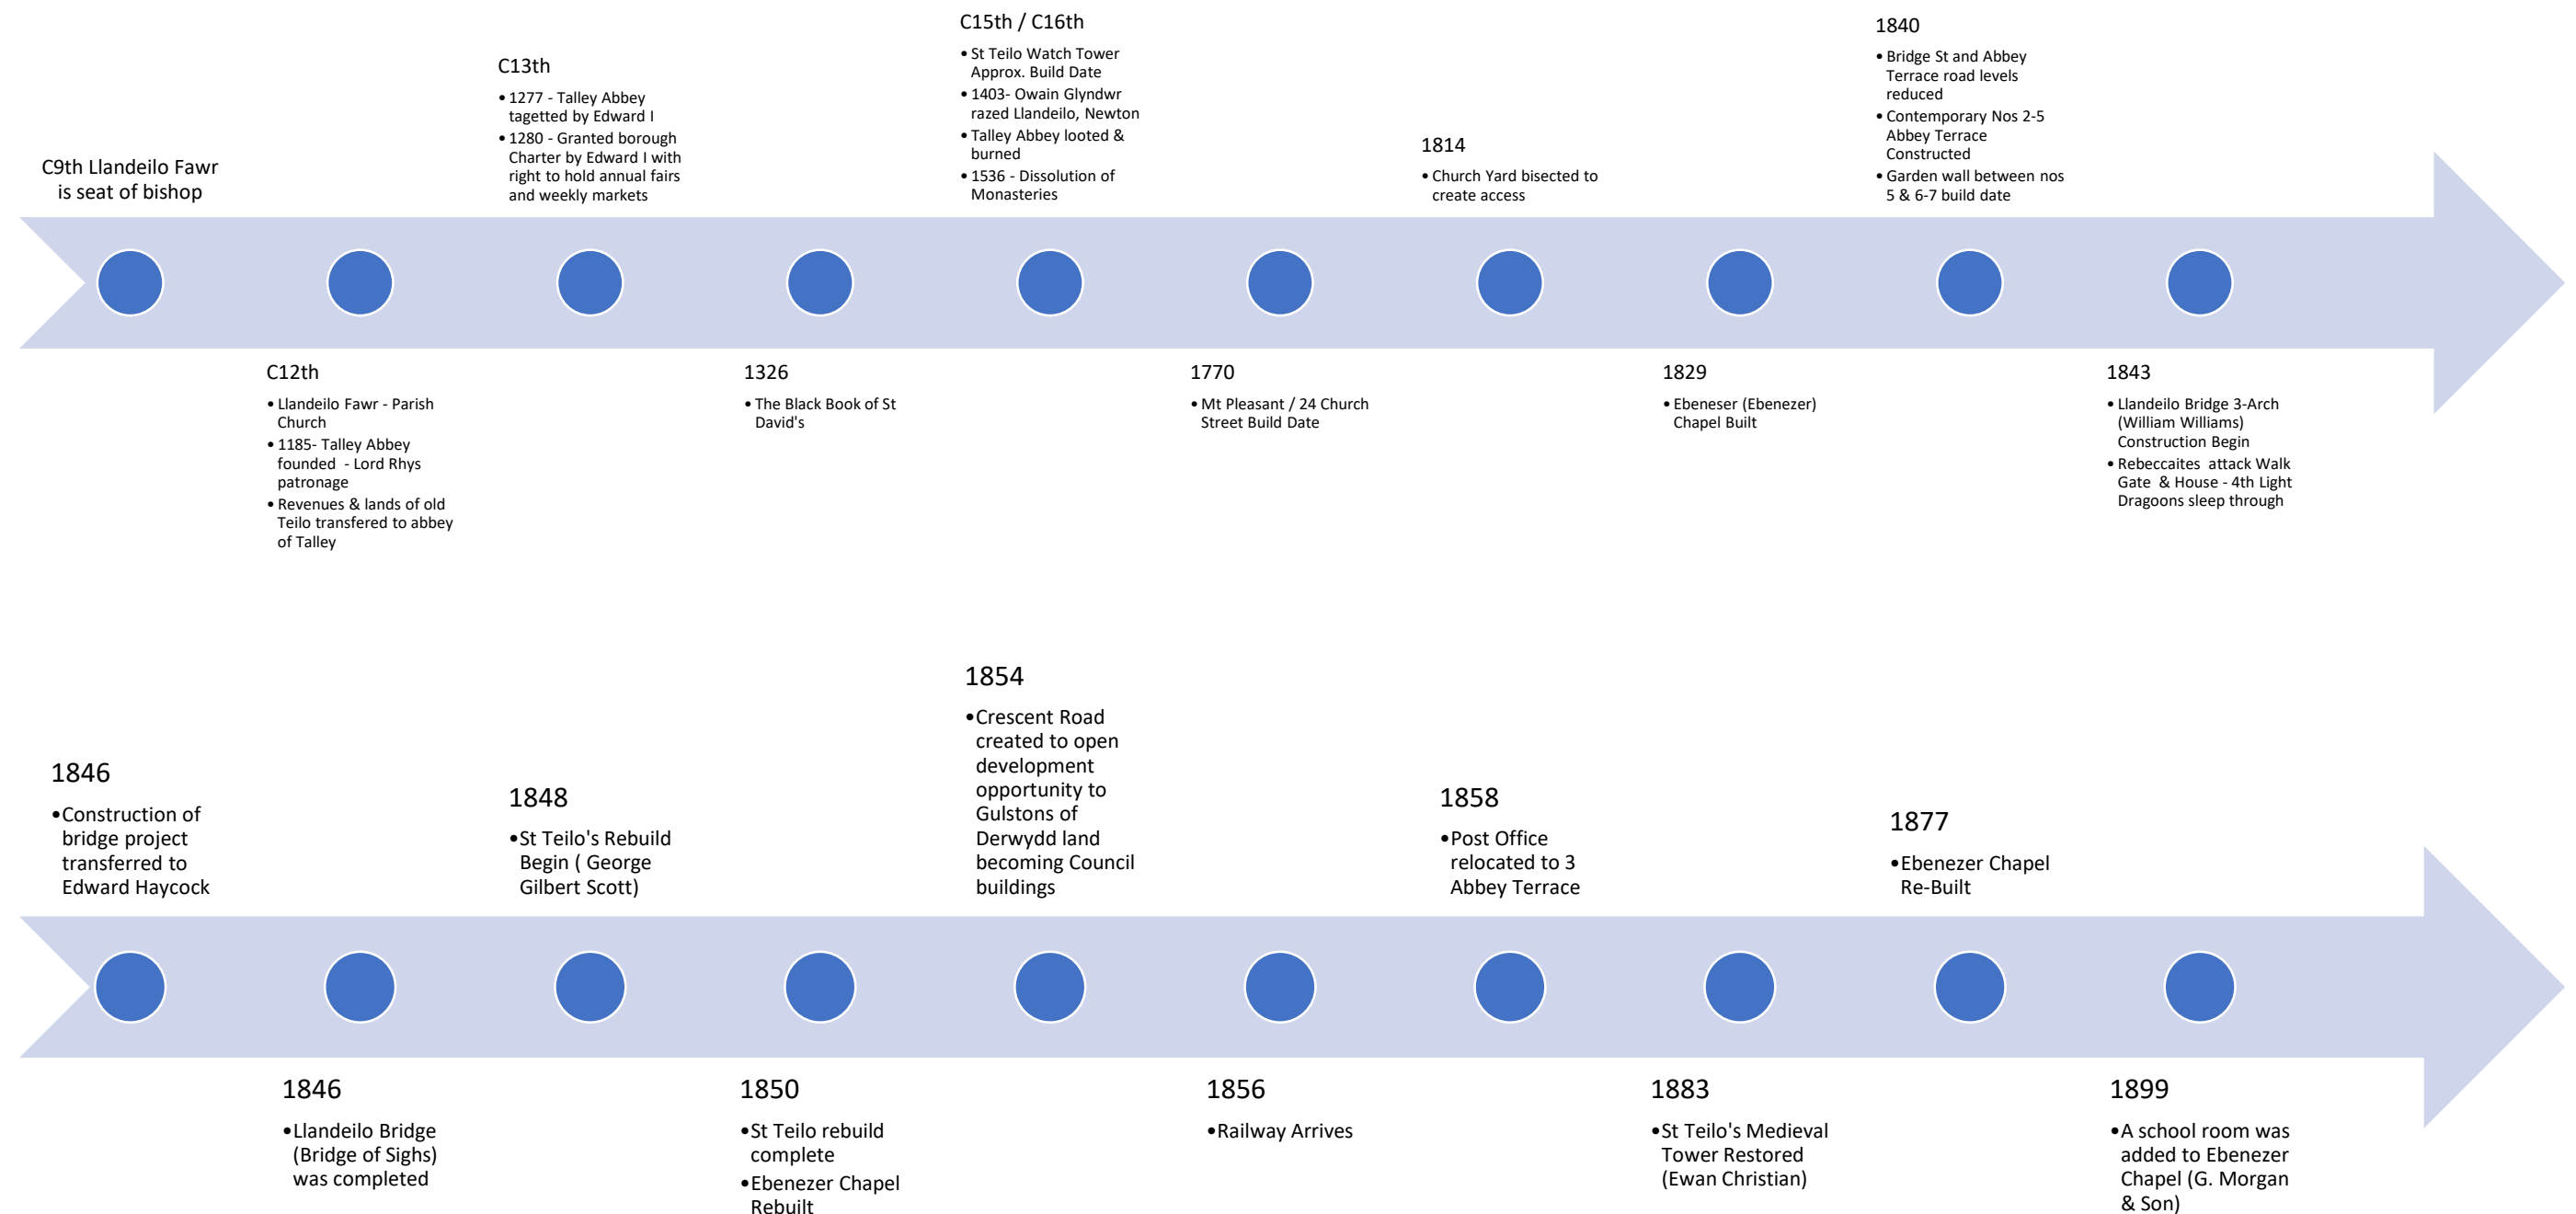 C9th Llandeilo Fawr
is seat of bishop
C12th
• Llandeilo Fawr - Parish
Church
• 1185- Talley Abbey
founded  - Lord Rhys
patronage
• Revenues & lands of old
Teilo transfered to abbey
of Talley
C13th
• 1277 - Talley Abbey
tagetted by Edward I
• 1280 - Granted borough
Charter by Edward I with
right to hold annual fairs
and weekly markets
1326
• The Black Book of St
David's
C15th / C16th
• St Teilo Watch Tower
Approx. Build Date
• 1403- Owain Glyndwr
razed Llandeilo, Newton
• Talley Abbey looted &
burned
• 1536 - Dissolution of
Monasteries
1770
• Mt Pleasant / 24 Church
Street Build Date
1814
• Church Yard bisected to
create access
1829
• Ebeneser (Ebenezer)
Chapel Built
1840
• Bridge St and Abbey
Terrace road levels
reduced
• Contemporary Nos 2-5
Abbey Terrace
Constructed
• Garden wall between nos
5 & 6-7 build date
1843
• Llandeilo Bridge 3-Arch
(William Williams)
Construction Begin
• Rebeccaites  attack Walk
Gate  & House - 4th Light
Dragoons sleep through
1846
•Construction of
bridge project
transferred to
Edward Haycock
1846
•Llandeilo Bridge
(Bridge of Sighs)
was completed
1848
•St Teilo's Rebuild
Begin ( George
Gilbert Scott)
1850
•St Teilo rebuild
complete
•Ebenezer Chapel
Rebuilt
1854
•Crescent Road
created to open
development
opportunity to
Gulstons of
Derwydd land
becoming Council
buildings
1856
•Railway Arrives
1858
•Post Office
relocated to 3
Abbey Terrace
1883
•St Teilo's Medieval
Tower Restored
(Ewan Christian)
1877
•Ebenezer Chapel
Re-Built
1899
•A school room was
added to Ebenezer
Chapel (G. Morgan
& Son)